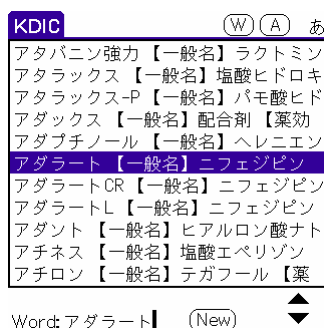 KDIC W A あ
アタバニン強力 【一般名】ラクトミン
アタラックス 【一般名】塩酸ヒドロキ
アタラックス-P 【一般名】パモ酸ヒド
アダックス 【一般名】配合剤 【薬効
アダプチノール 【一般名】ヘレニエン
アダラート 【一般名】ニフェジピン
アダラートCR 【一般名】ニフェジピン
アダラートL 【一般名】ニフェジピン
アダント 【一般名】ヒアルロン酸ナト
アチネス 【一般名】塩酸エペリゾン
アチロン 【一般名】テガフール 【薬
Word: アダラート New